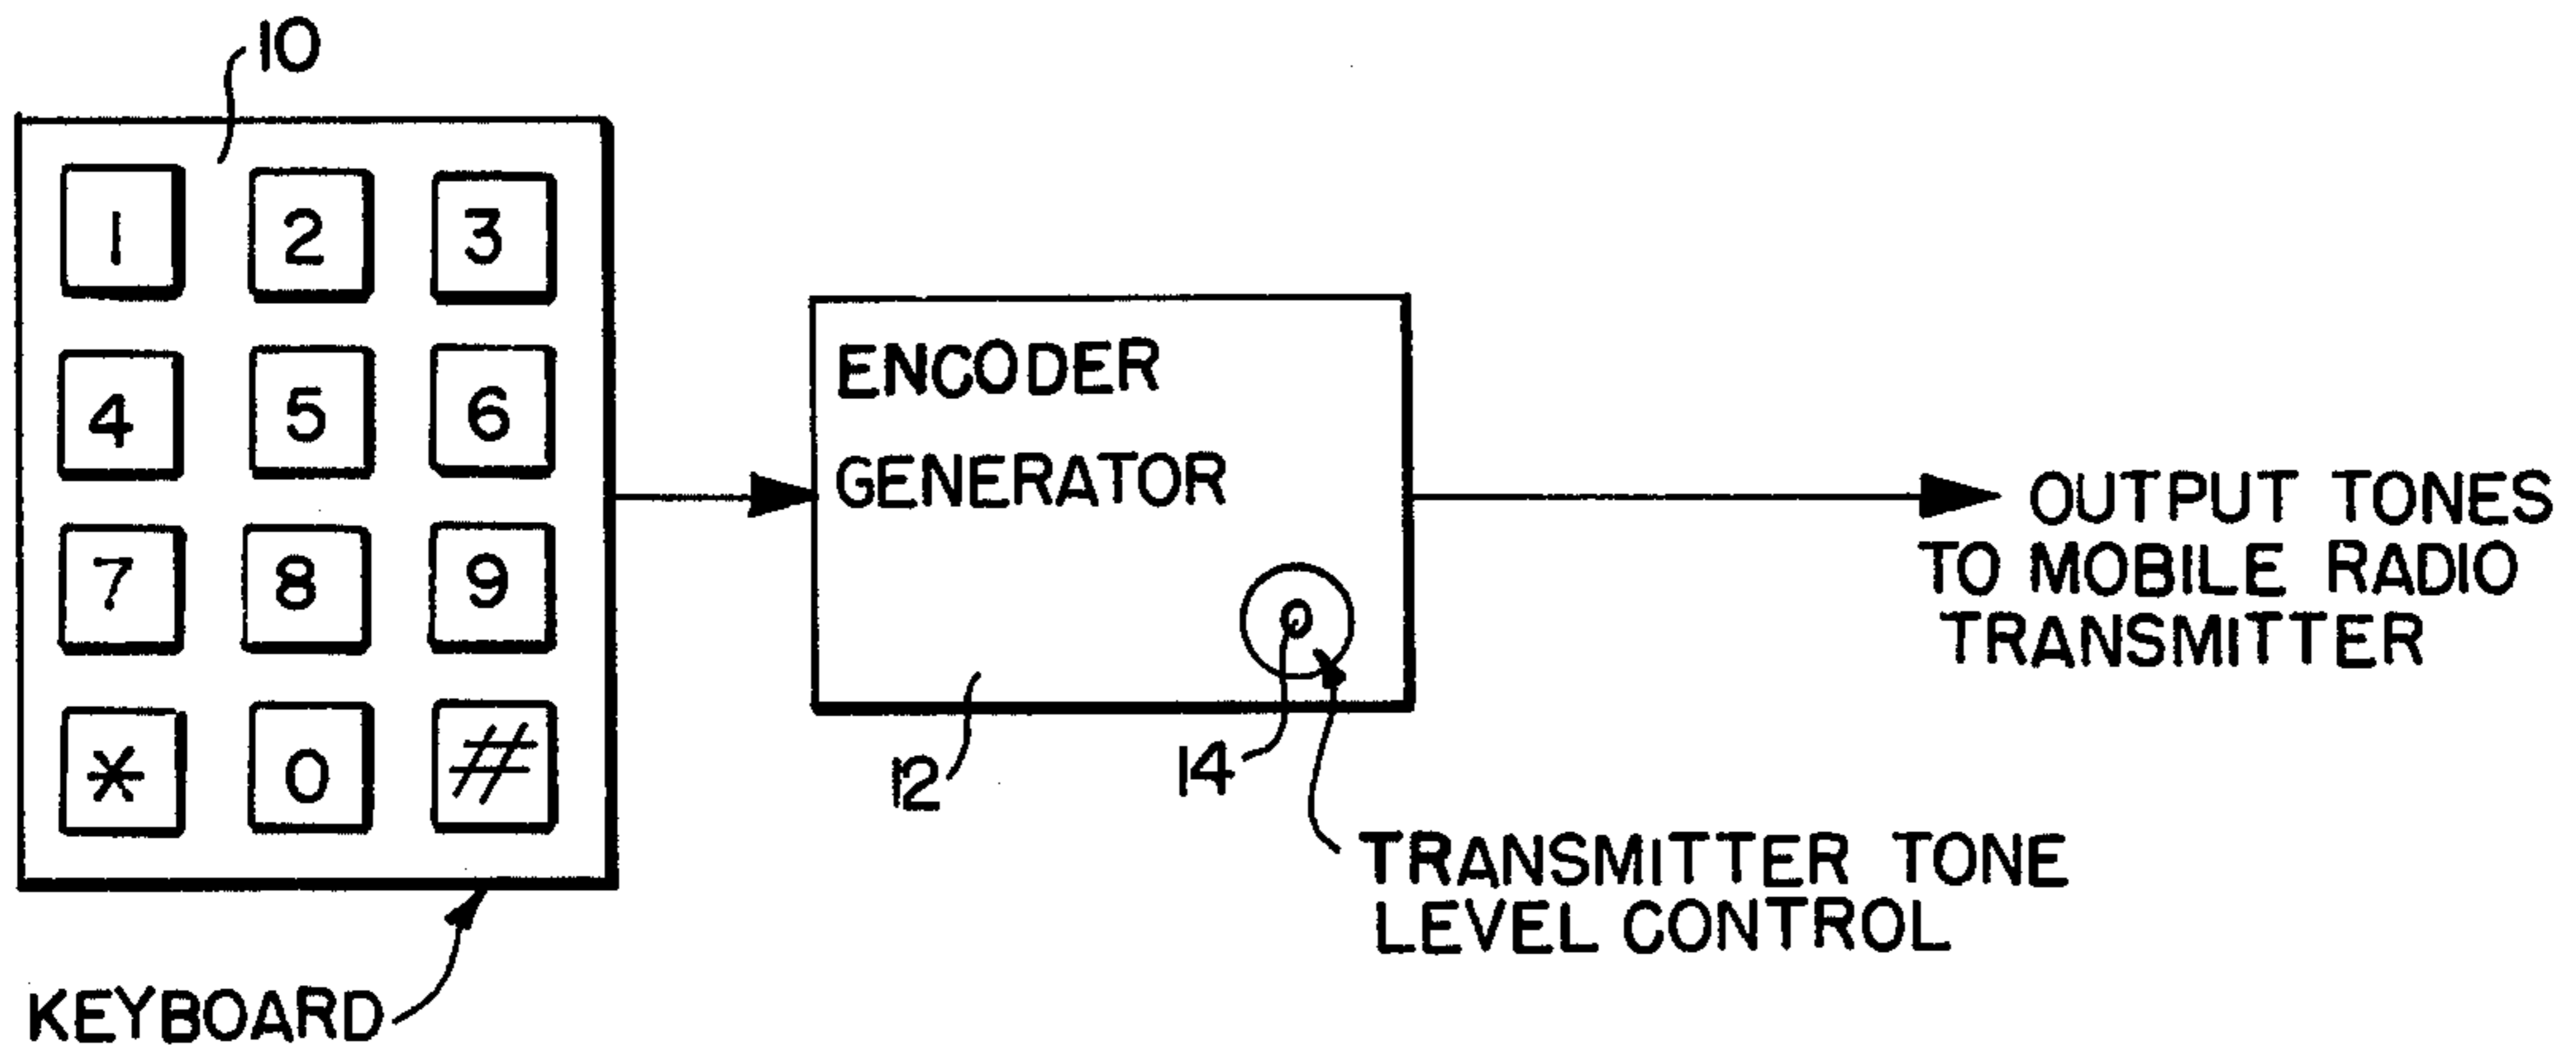 10
1 2 3
4 5 6
7 8 9
* 0 #
KEYBOARD
ENCODER
GENERATOR
12
14
TRANSMITTER TONE
LEVEL CONTROL
OUTPUT TONES
TO MOBILE RADIO
TRANSMITTER